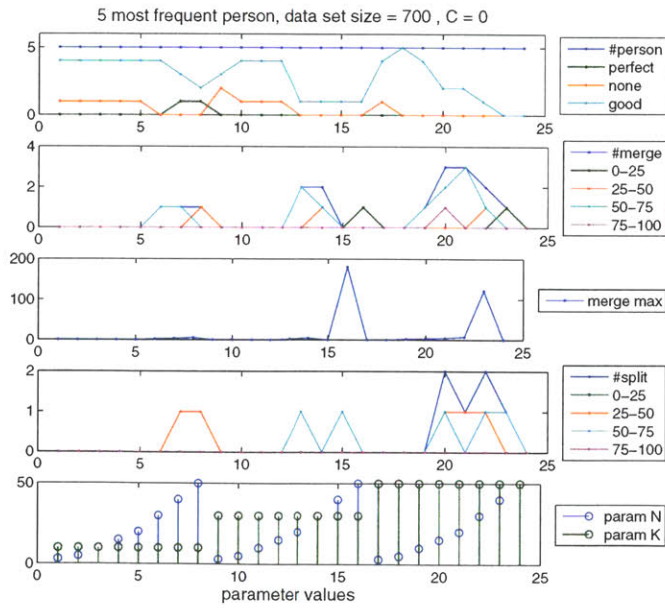 5 most frequent person, data set size = 700 , C = 0
5
0
0 5 10 15 20 25
#person
perfect
none
good
4
2
0
0 5 10 15 20 25
#merge
0-25
25-50
50-75
75-100
200
100
0
0 5 10 15 20 25
merge max
2
1
0
0 5 10 15 20 25
#split
0-25
25-50
50-75
75-100
50
0
0 5 10 15 20 25
param N
param K
parameter values